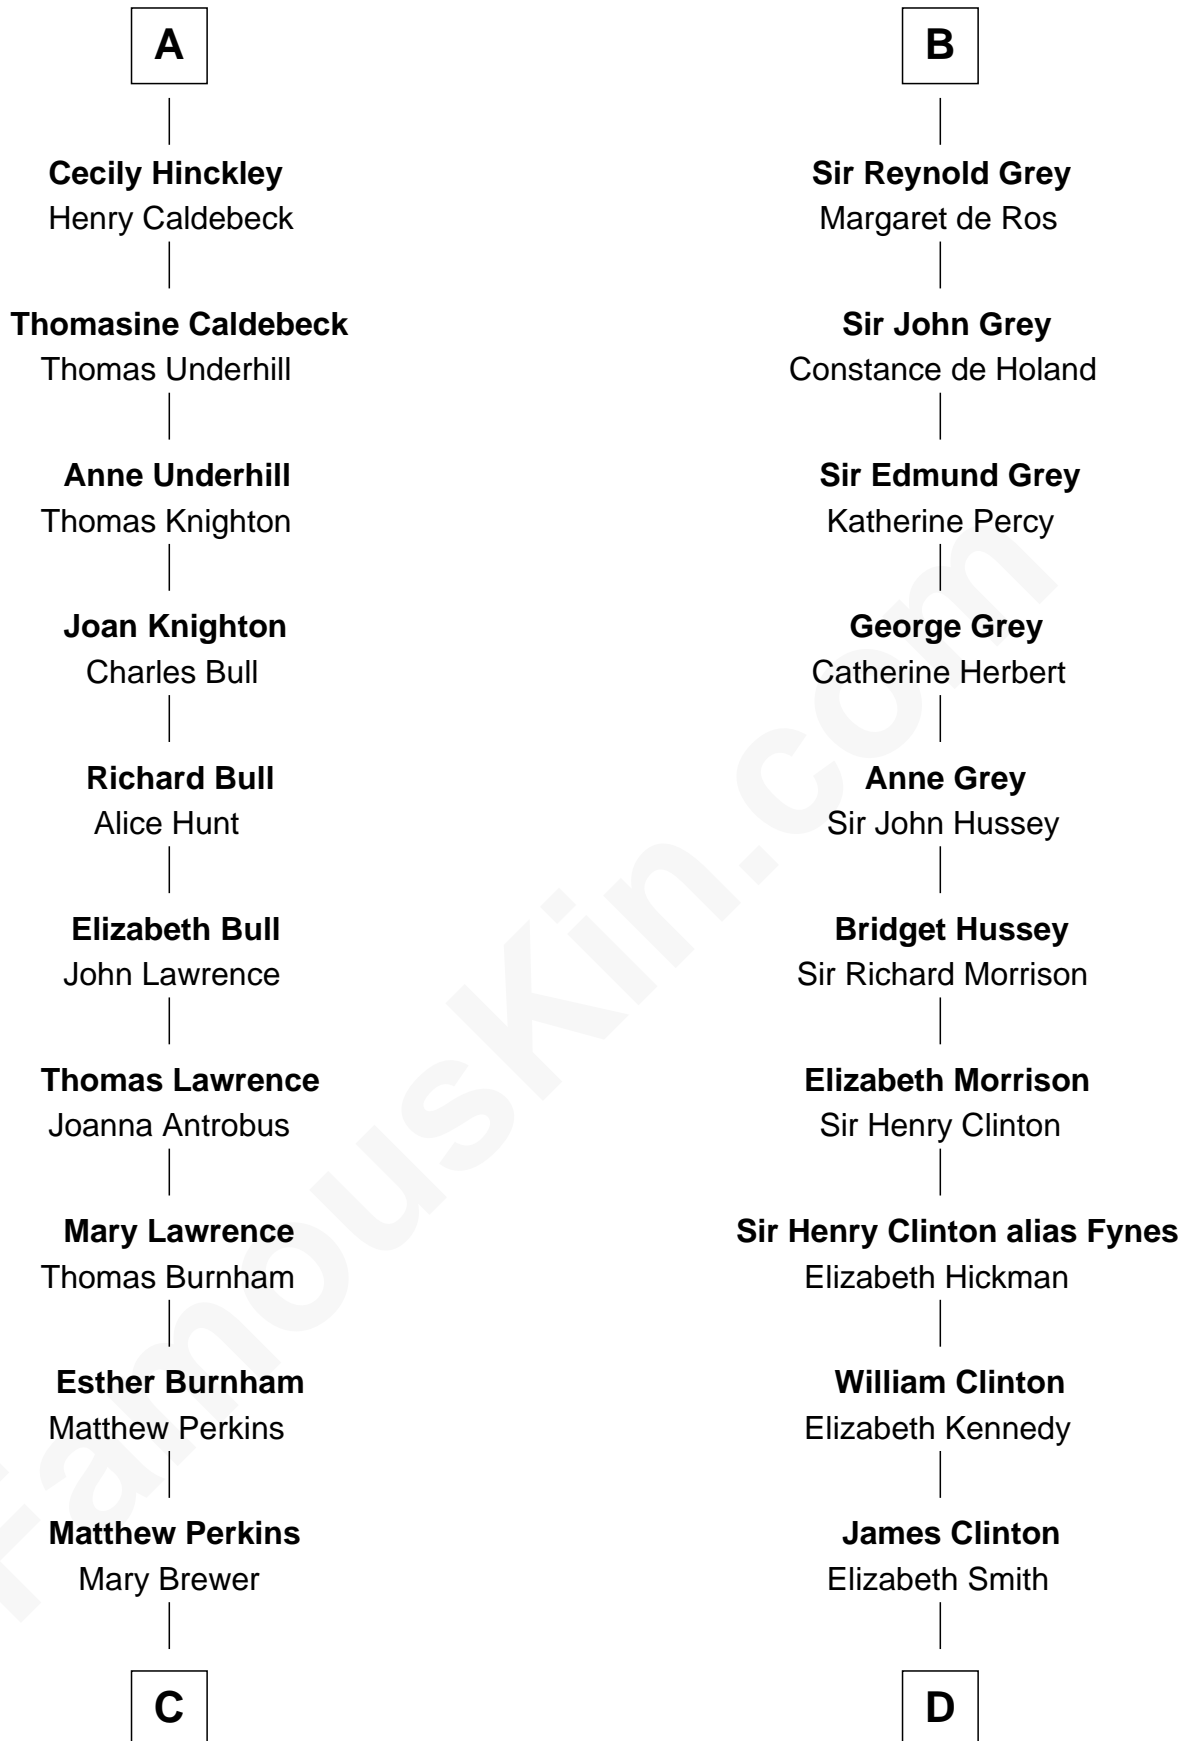 A
Cecily Hinckley
Henry Caldebeck
Thomasine Caldebeck
Thomas Underhill
Anne Underhill
Thomas Knighton
Joan Knighton
Charles Bull
Richard Bull
Alice Hunt
Elizabeth Bull
John Lawrence
Thomas Lawrence
Joanna Antrobus
Mary Lawrence
Thomas Burnham
Esther Burnham
Matthew Perkins
Matthew Perkins
Mary Brewer
C
B
Sir Reynold Grey
Margaret de Ros
Sir John Grey
Constance de Holand
Sir Edmund Grey
Katherine Percy
George Grey
Catherine Herbert
Anne Grey
Sir John Hussey
Bridget Hussey
Sir Richard Morrison
Elizabeth Morrison
Sir Henry Clinton
Sir Henry Clinton alias Fynes
Elizabeth Hickman
William Clinton
Elizabeth Kennedy
James Clinton
Elizabeth Smith
D
FamousKin.com